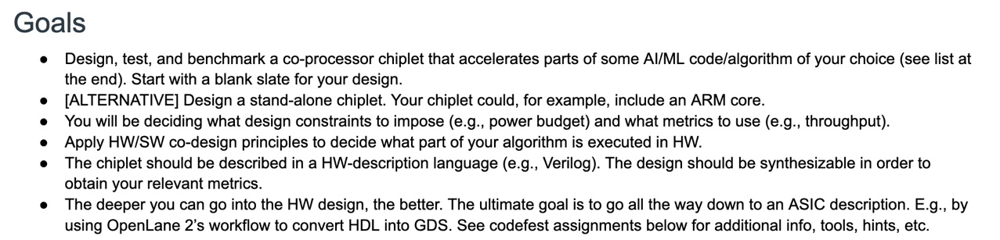 Goals
● Design, test, and benchmark a co-processor chiplet that accelerates parts of some AI/ML code/algorithm of your choice (see list at
the end). Start with a blank slate for your design.
● [ALTERNATIVE] Design a stand-alone chiplet. Your chiplet could, for example, include an ARM core.
● You will be deciding what design constraints to impose (e.g., power budget) and what metrics to use (e.g., throughput).
● Apply HW/SW co-design principles to decide what part of your algorithm is executed in HW.
● The chiplet should be described in a HW-description language (e.g., Verilog). The design should be synthesizable in order to
obtain your relevant metrics.
● The deeper you can go into the HW design, the better. The ultimate goal is to go all the way down to an ASIC description. E.g., by
using OpenLane 2's workflow to convert HDL into GDS. See codefest assignments below for additional info, tools, hints, etc.